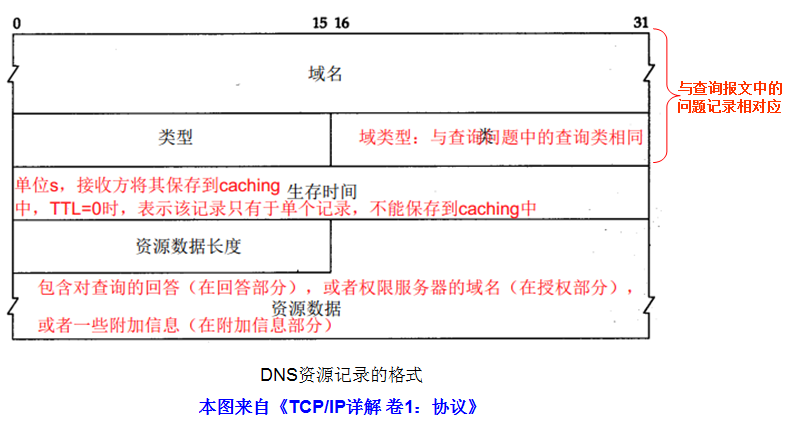 0 15 16 31
域名
与查询报文中的
问题记录相对应
类型
类
域类型：与查询问题中的查询类相同
单位s，接收方将其保存到caching
生存时间
中，TTL=0时，表示该记录只有于单个记录，不能保存到caching中
资源数据长度
包含对查询的回答（在回答部分），或者权限服务器的域名（在授权部分），
资源数据
或者一些附加信息（在附加信息部分）
DNS资源记录的格式
本图来自《TCP/IP详解 卷1：协议》